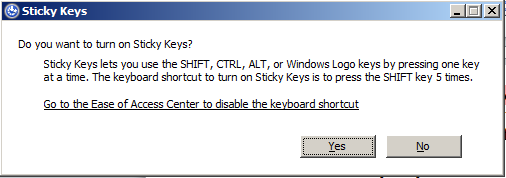 Sticky Keys
Do you want to turn on Sticky Keys?
Sticky Keys lets you use the SHIFT, CTRL, ALT, or Windows Logo keys by pressing one key
at a time. The keyboard shortcut to turn on Sticky Keys is to press the SHIFT key 5 times.
Go to the Ease of Access Center to disable the keyboard shortcut
Yes No